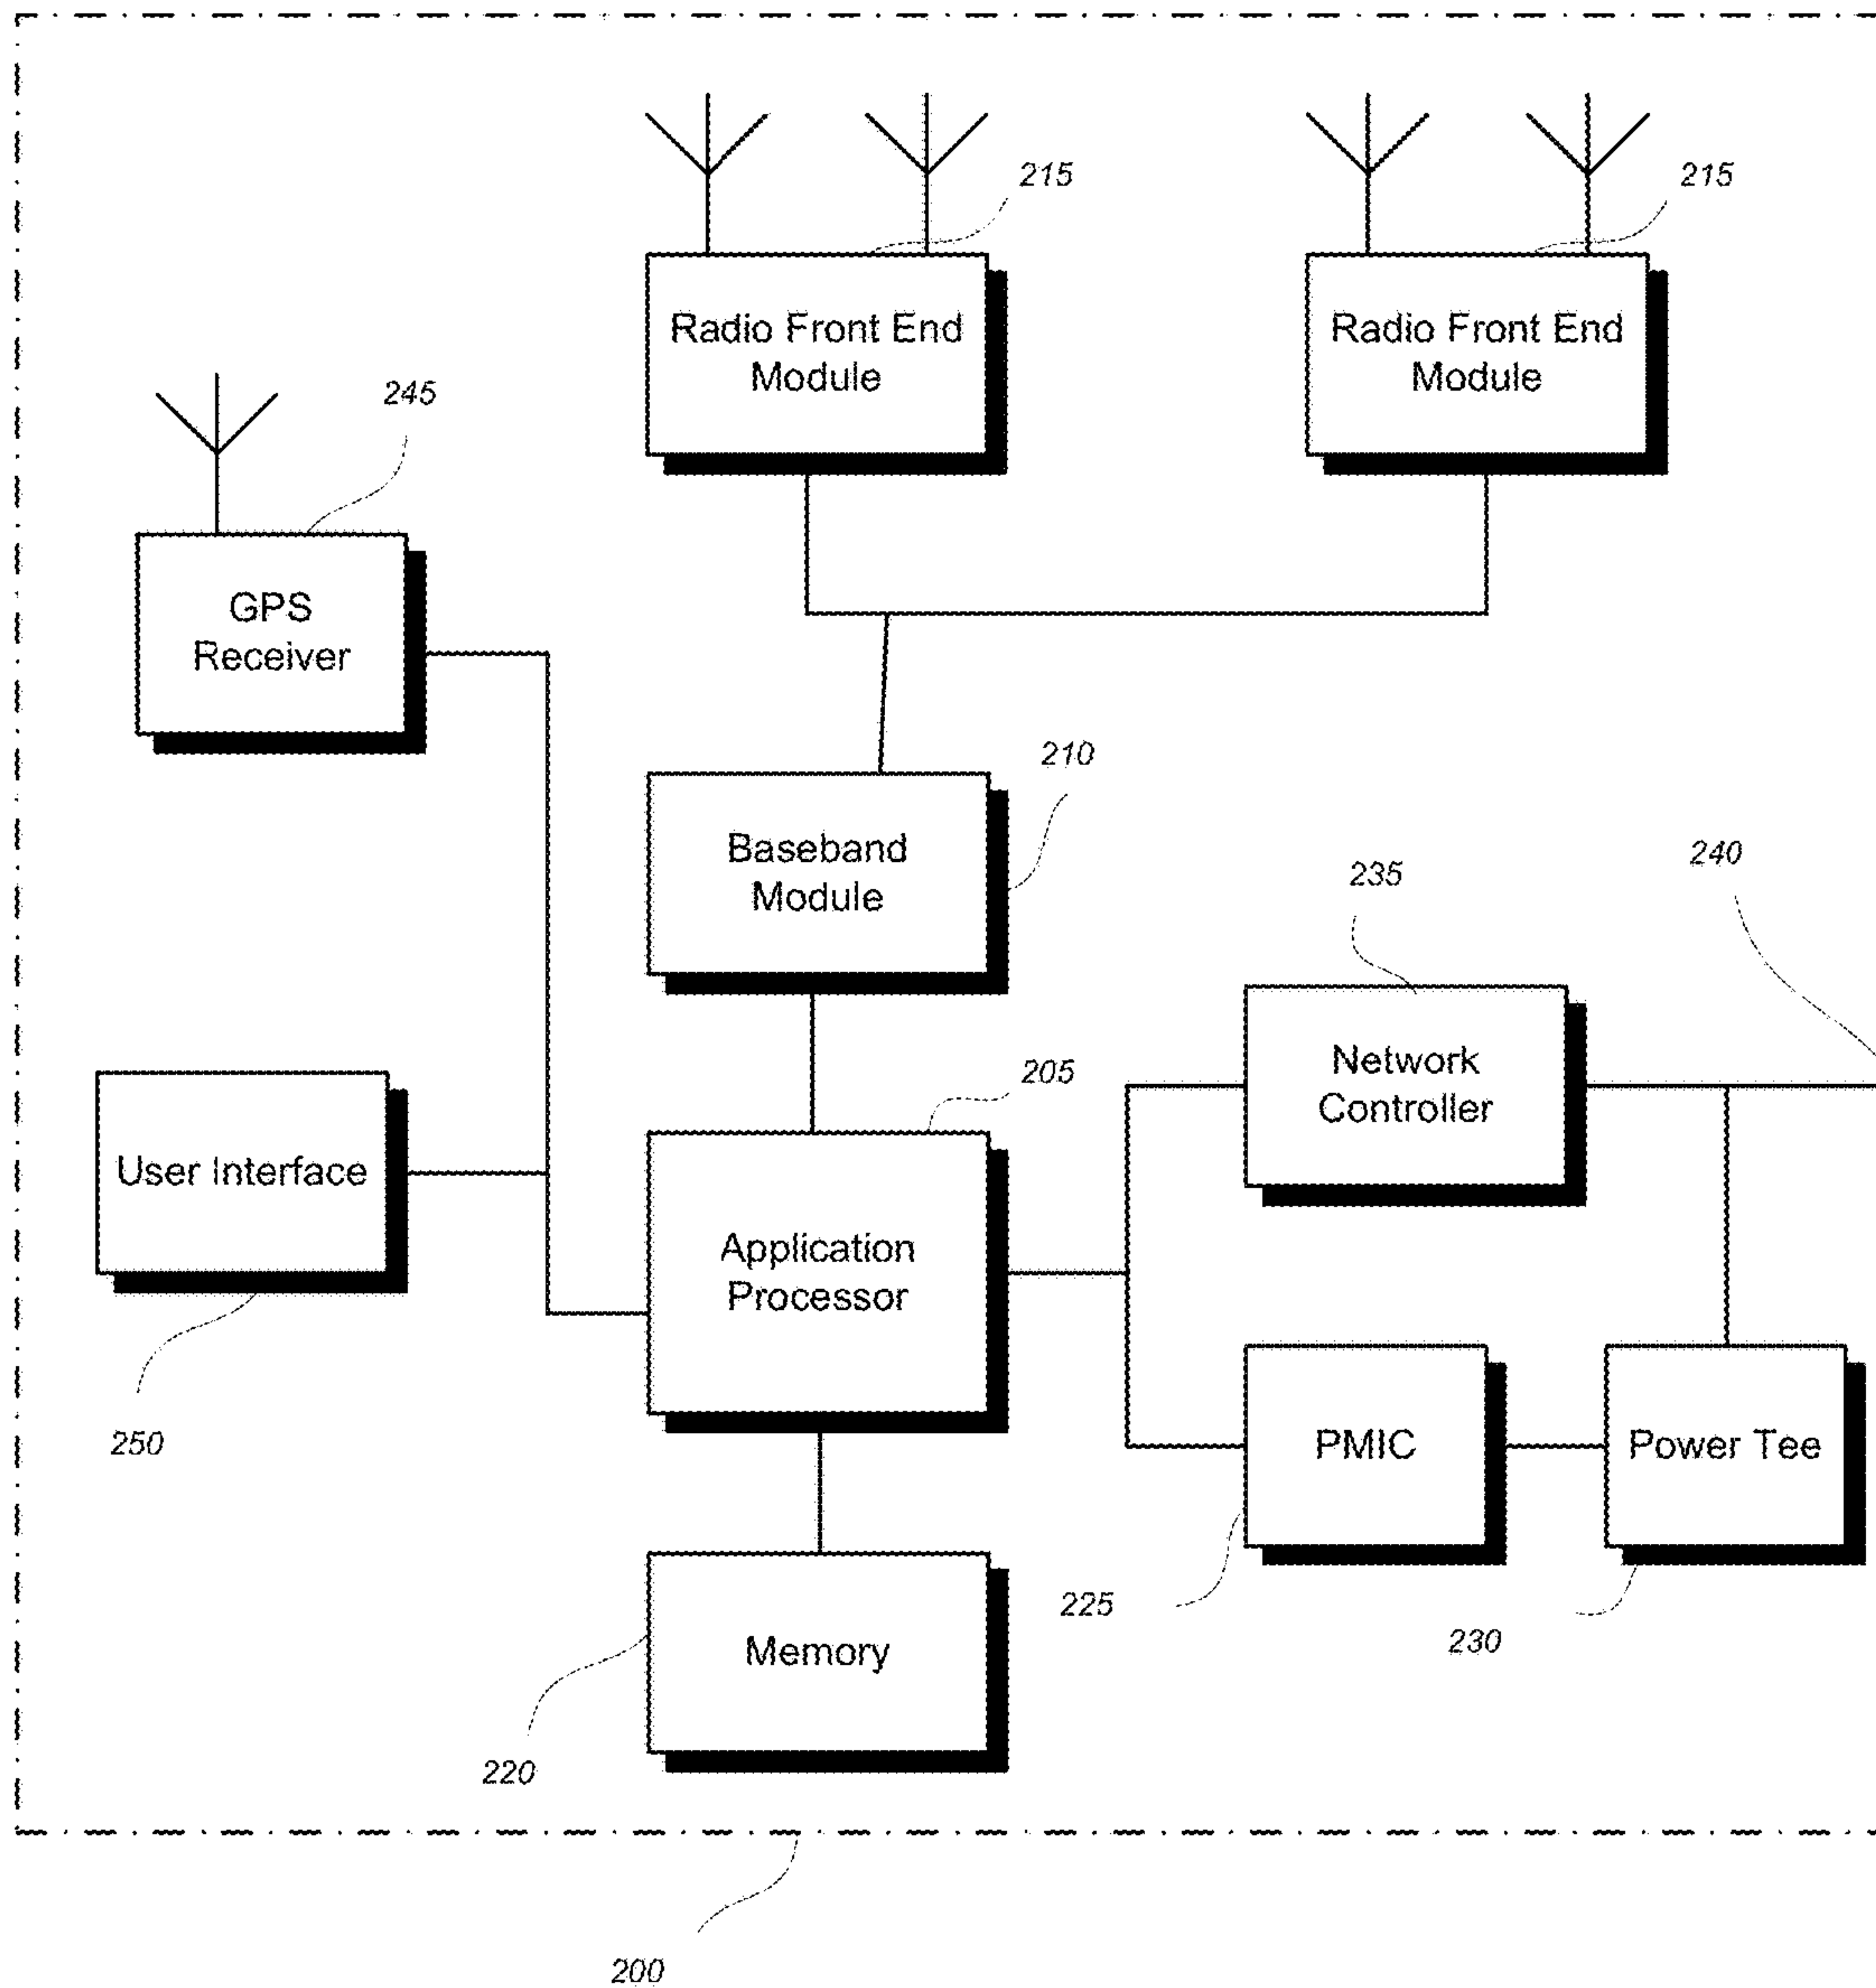 215
215
Radio Front End
Module
Radio Front End
Module
245
GPS
Receiver
210
Baseband
Module
240
235
Network
Controller
205
User Interface
Application
Processor
250
PMIC
Power Tee
225
230
Memory
220
200